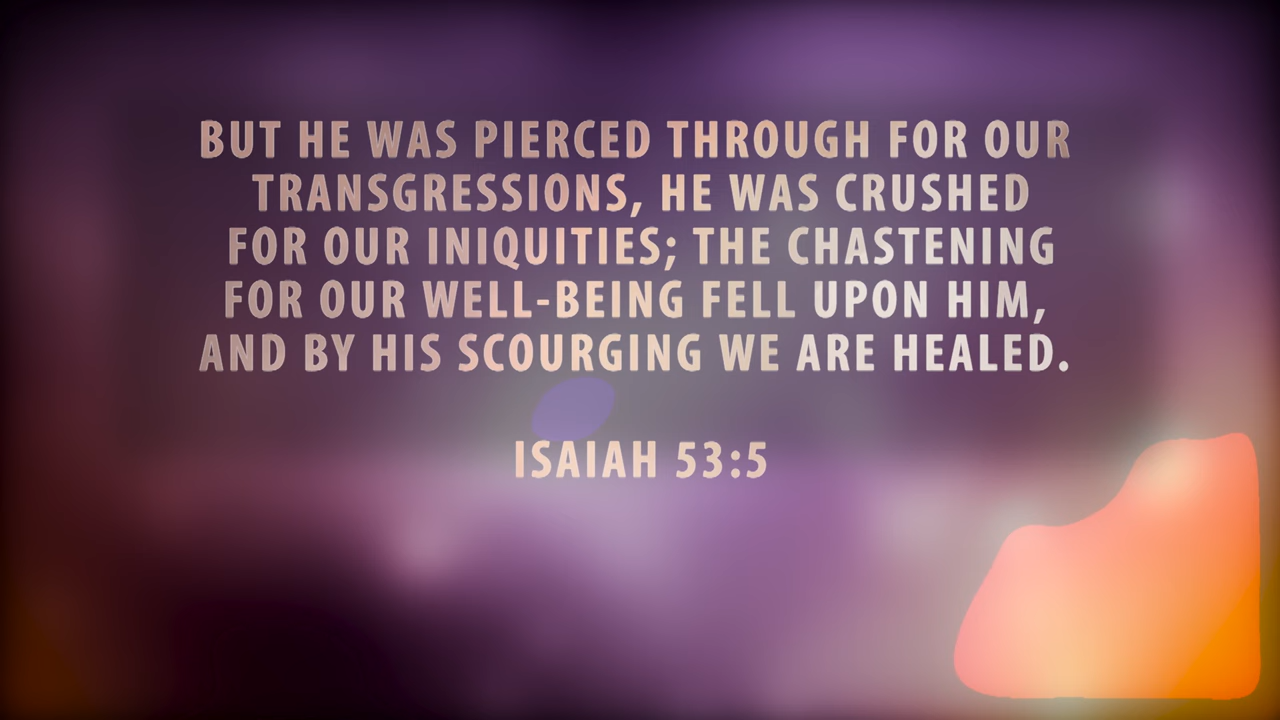 BUT HE WAS PIERCED THROUGH FOR OUR
TRANSGRESSIONS, HE WAS CRUSHED
FOR OUR INIQUITIES; THE CHASTENING
FOR OUR WELL-BEING FELL UPON HIM,
AND BY HIS SCOURGING WE ARE HEALED.
ISAIAH 53:5